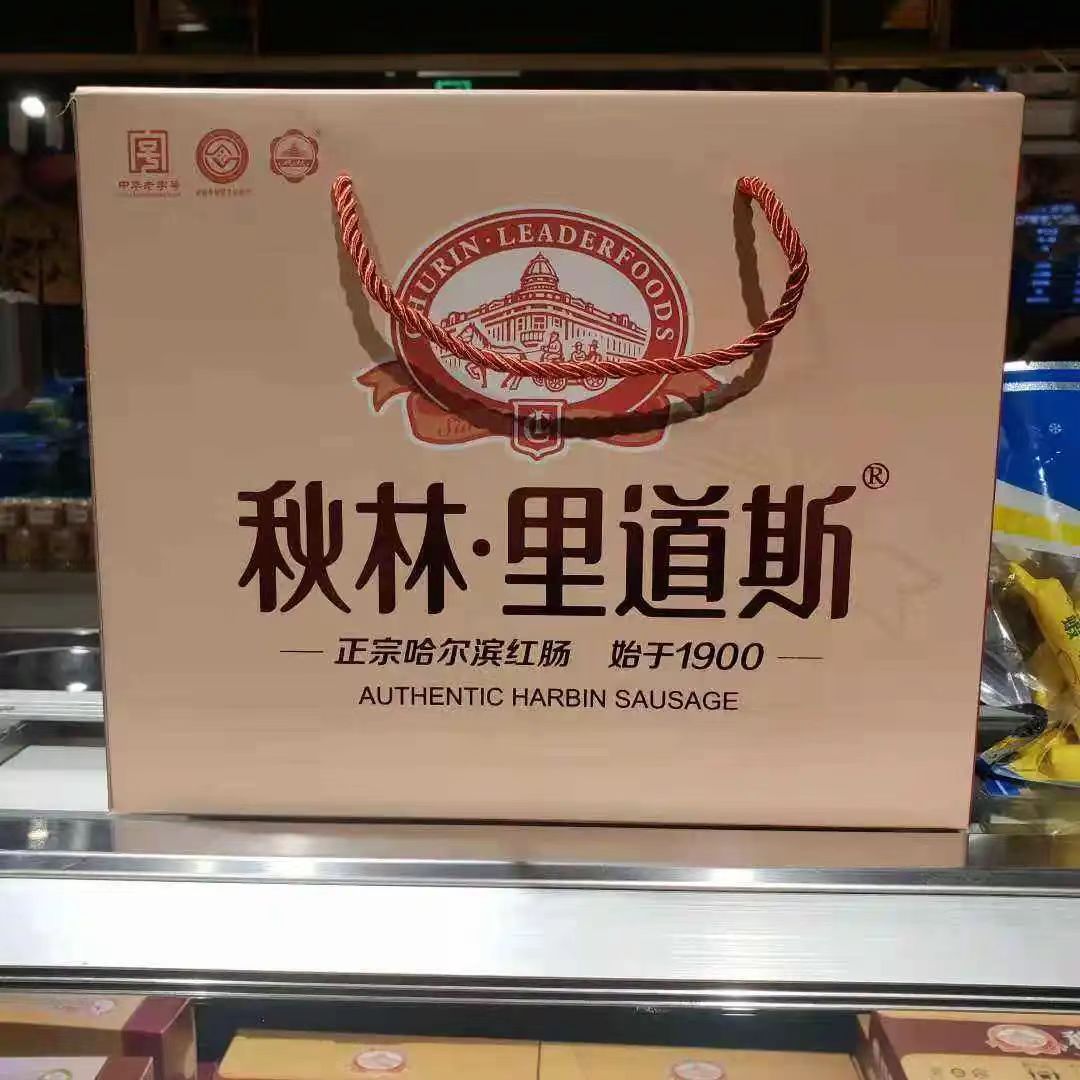 中华老字号
CHURIN·LEADERFOODS
秋林·里道斯®
正宗哈尔滨红肠 始于1900
AUTHENTIC HARBIN SAUSAGE